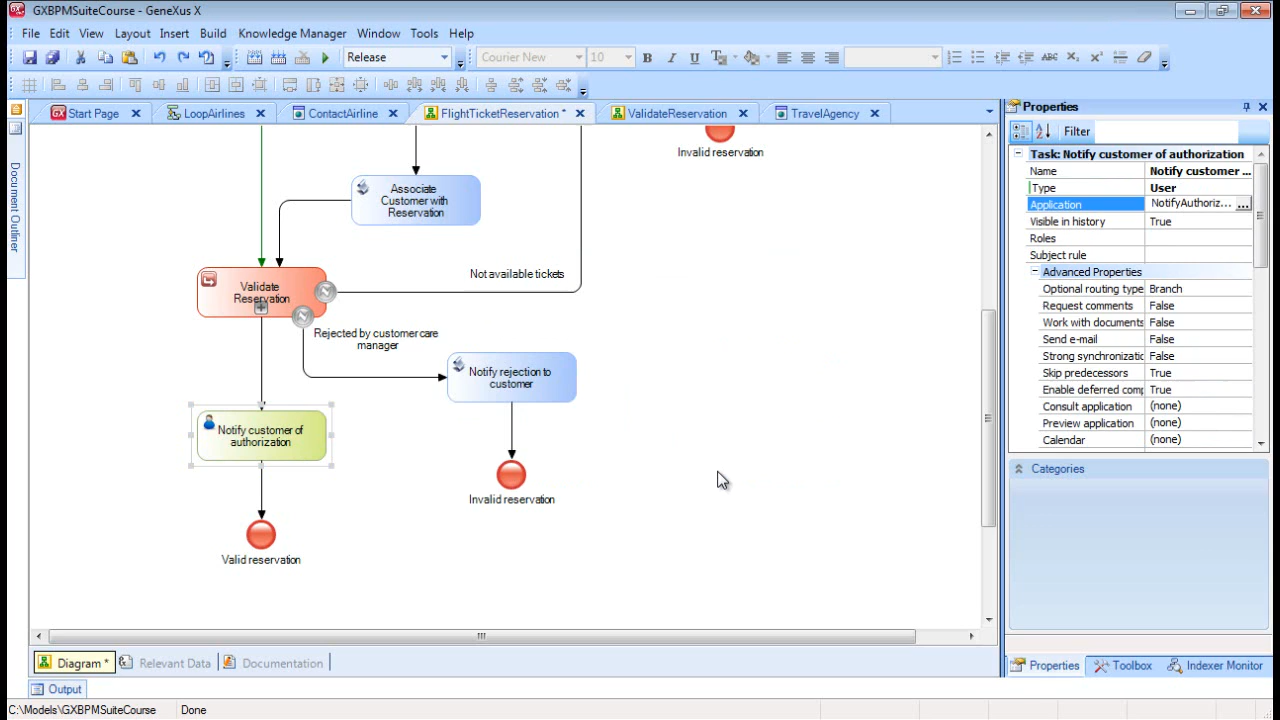 GXBPMSuiteCourse - GeneXus X
File Edit View Layout Insert Build Knowledge Manager Window Tools Help
Release Courier New 10 B I U ABC
Start Page LoopAirlines ContactAirline FlightTicketReservation * ValidateReservation TravelAgency
Document Outliner
Invalid reservation
Associate
Customer with
Reservation
Not available tickets
Validate
Reservation
Rejected by customer care
manager
Notify rejection to
customer
Notify customer of
authorization
Invalid reservation
Valid reservation
Diagram * Relevant Data Documentation
Output
C:\Models\GXBPMSuiteCourse Done
Properties
Filter
Task: Notify customer of authorization
Name Notify customer ...
Type User
Application NotifyAuthoriz... ...
Visible in history True
Roles
Subject rule
Advanced Properties
Optional routing type Branch
Request comments False
Work with documents False
Send e-mail False
Strong synchronizatic False
Skip predecessors True
Enable deferred comp True
Consult application (none)
Preview application (none)
Calendar (none)
Categories
Properties Toolbox Indexer Monitor